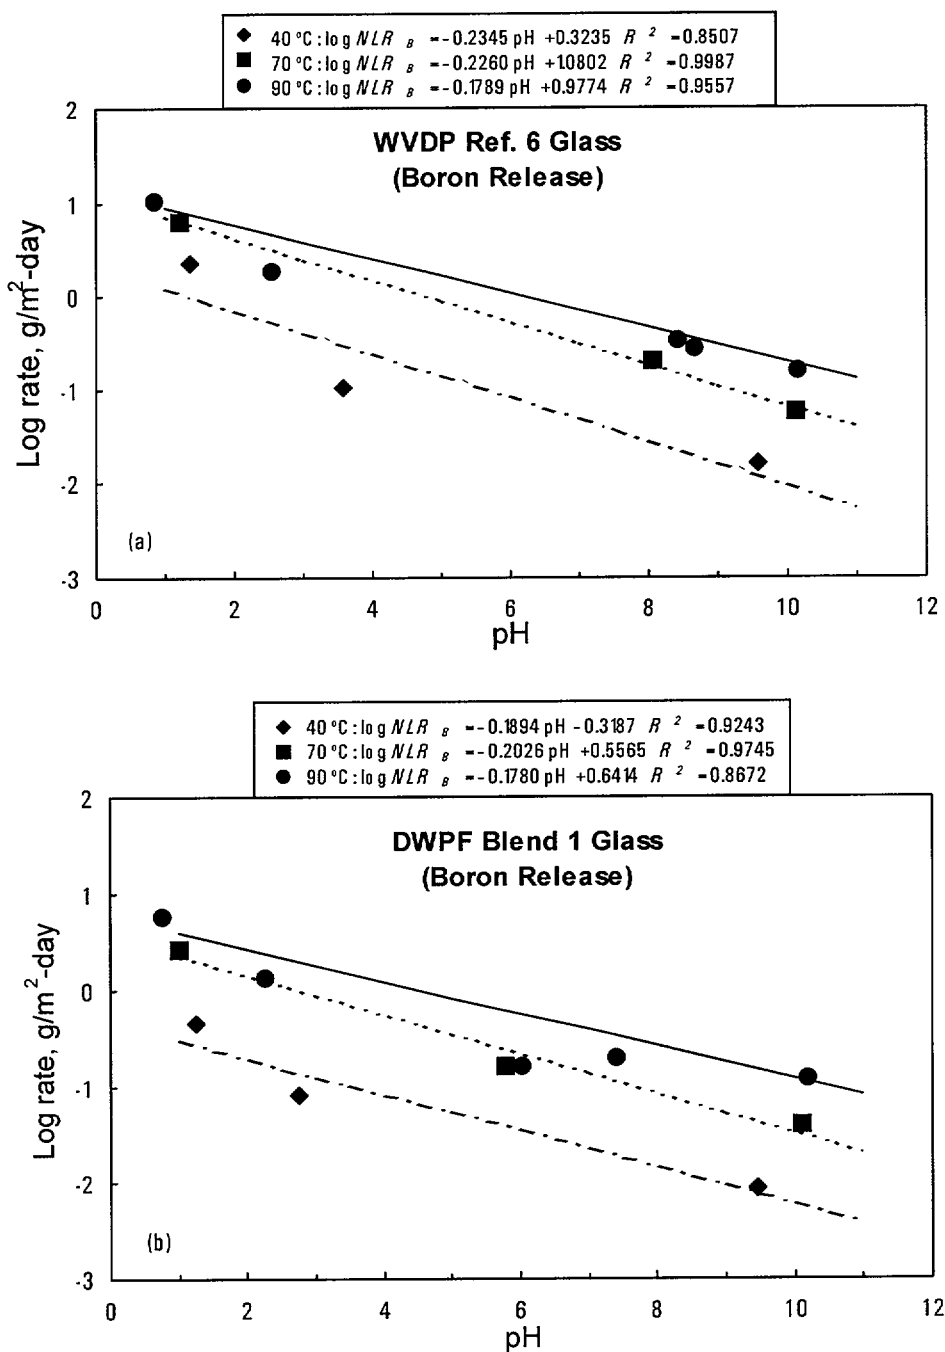 ◆ 40 °C: log NLR B =-0.2345 pH +0.3235 R 2 =0.8507
■ 70 °C: log NLR B =-0.2260 pH +1.0802 R 2 =0.9987
● 90 °C: log NLR B =-0.1789 pH +0.9774 R 2 =0.9557
WVDP Ref. 6 Glass
(Boron Release)
Log rate, g/m²-day
2
1
0
-1
-2
-3
(a)
0 2 4 6 8 10 12
pH
◆ 40 °C: log NLR B =-0.1894 pH -0.3187 R 2 =0.9243
■ 70 °C: log NLR B =-0.2026 pH +0.5565 R 2 =0.9745
● 90 °C: log NLR B =-0.1780 pH +0.6414 R 2 =0.8672
DWPF Blend 1 Glass
(Boron Release)
Log rate, g/m²-day
2
1
0
-1
-2
-3
(b)
0 2 4 6 8 10 12
pH